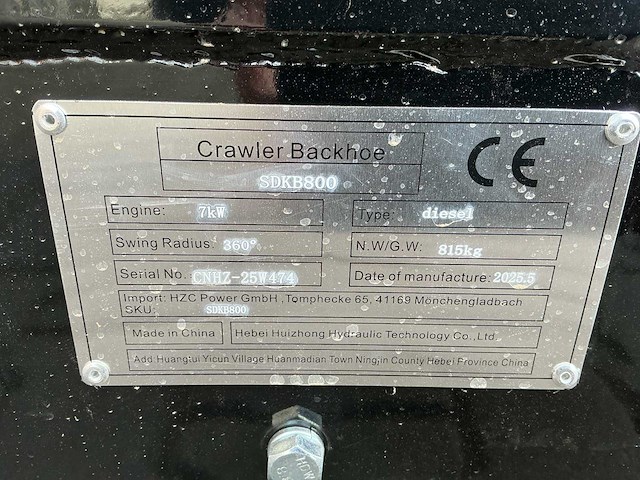 Crawler Backhoe
CE
SDKB800
Engine: 7kW
Type: diesel
Swing Radius: 360°
N.W/G.W: 815kg
Serial No. CNHZ-25W474
Date of manufacture: 2025.5
Import: HZC Power GmbH ,Tomphecke 65, 41169 Mönchengladbach
SKU: SDKB800
Made in China
Hebei Huizhong Hydraulic Technology Co.,Ltd.
Add Huangtui Yicun Village Huanmadian Town Ningjin County Hebei Province China